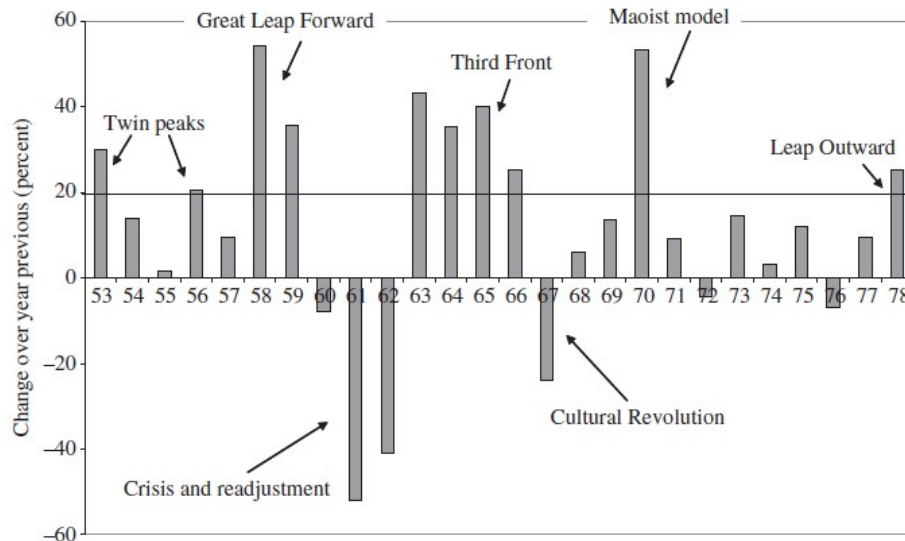 Change over year previous (percent)
60
40
20
0
–20
–40
–60
Great Leap Forward
Maoist model
Third Front
Twin peaks
Leap Outward
53 54 55 56 57 58 59 60 61 62 63 64 65 66 67 68 69 70 71 72 73 74 75 76 77 78
Cultural Revolution
Crisis and readjustment